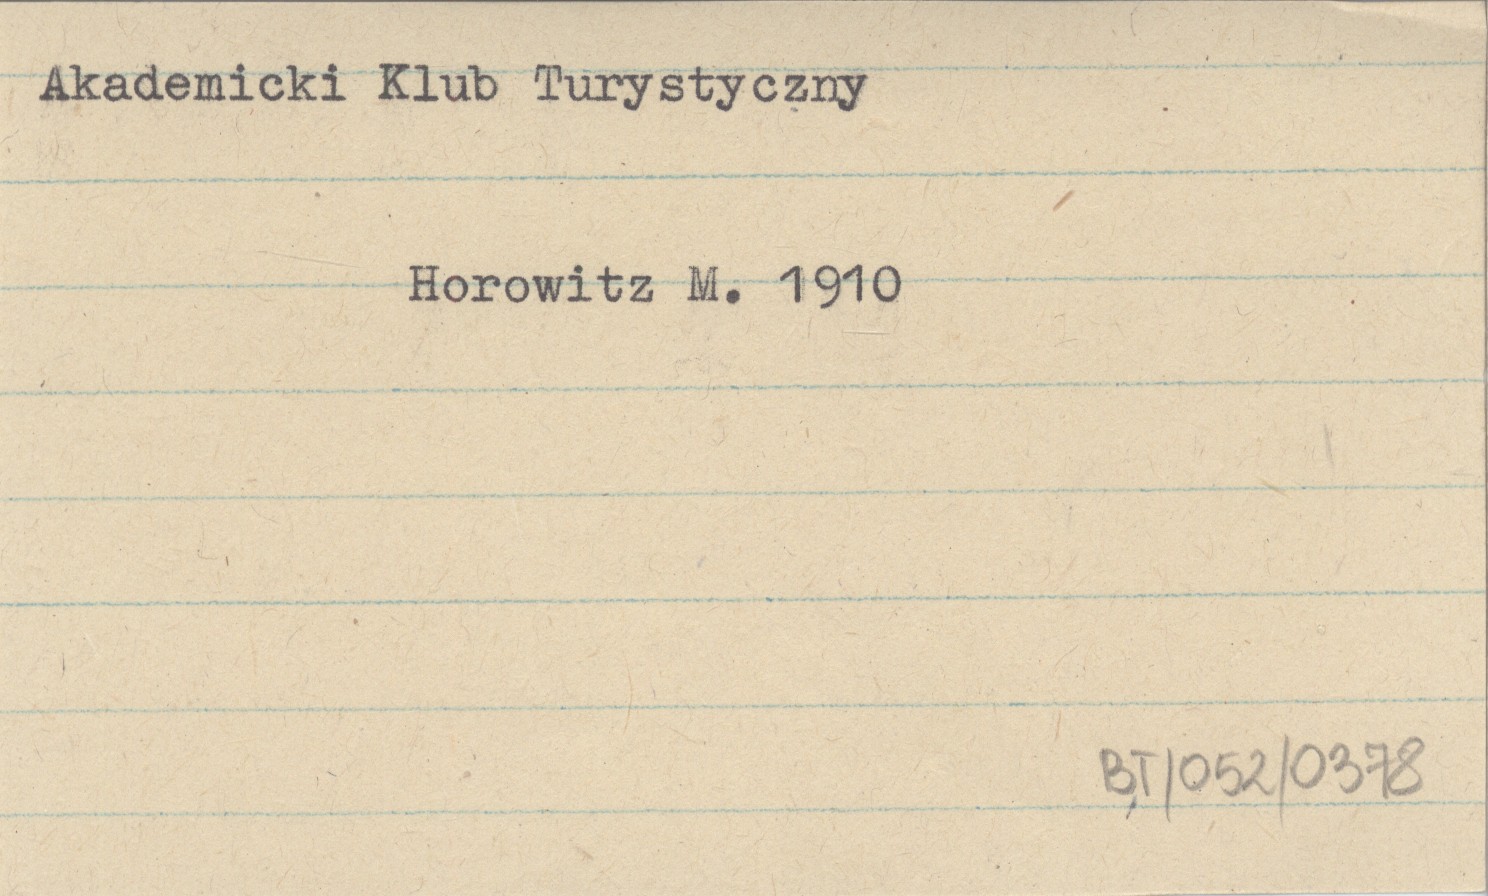 Akademicki Klub Turystyczny
Horowitz M. 1910
BT/052/0378